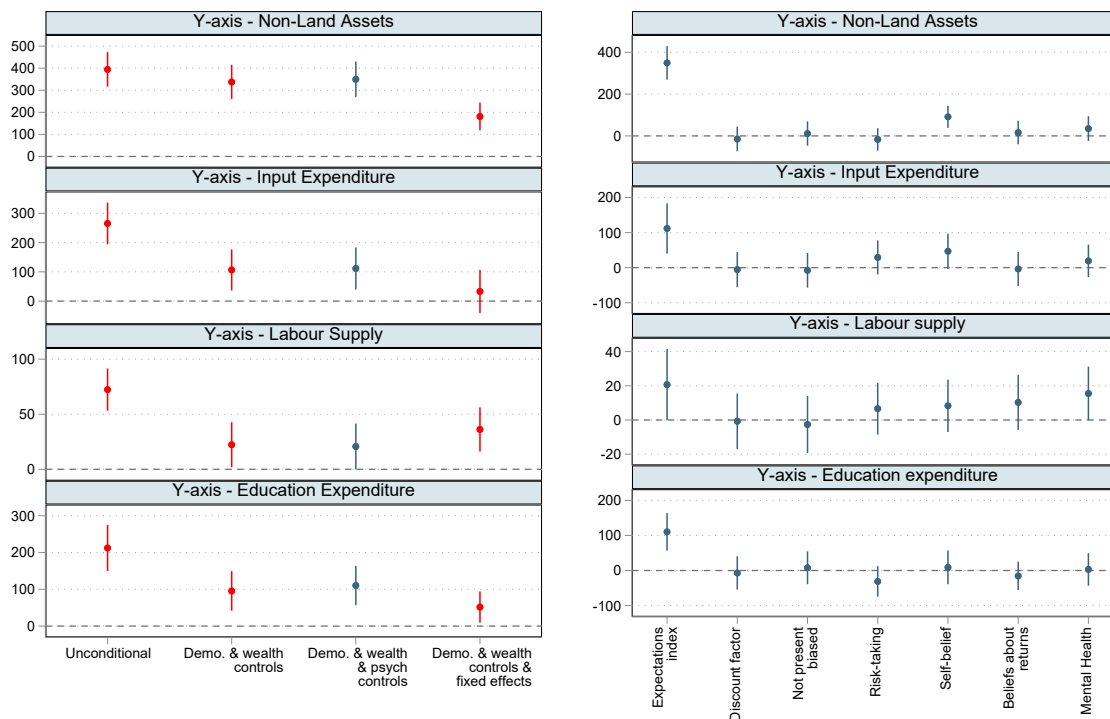 Y-axis - Non-Land Assets
500
400
300
200
100
0
Y-axis - Input Expenditure
300
200
100
0
Y-axis - Labour Supply
100
50
0
Y-axis - Education Expenditure
300
200
100
0
Unconditional
Demo. & wealth
controls
Demo. & wealth
& psych
controls
Demo. & wealth
controls &
fixed effects
Y-axis - Non-Land Assets
400
200
0
Y-axis - Input Expenditure
200
100
0
-100
Y-axis - Labour supply
40
20
0
-20
Y-axis - Education expenditure
200
100
0
-100
Expectations
index
Discount factor
Not present
biased
Risk-taking
Self-belief
Beliefs about
returns
Mental Health